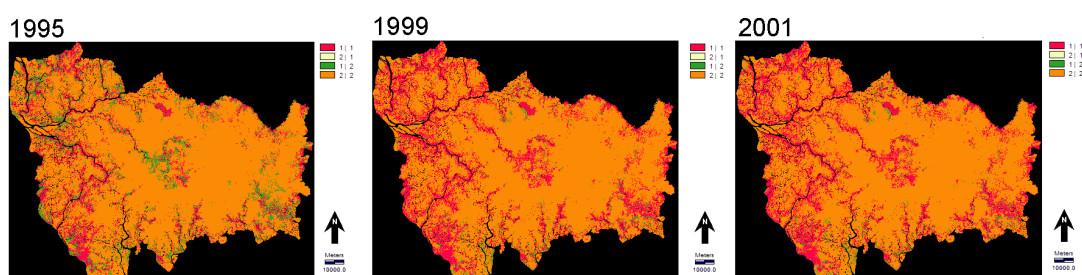 1995
1 | 1
2 | 1
1 | 2
2 | 2
N
Meters
10000.0
1999
1 | 1
2 | 1
1 | 2
2 | 2
N
Meters
10000.0
2001
1 | 1
2 | 1
1 | 2
2 | 2
N
Meters
10000.0